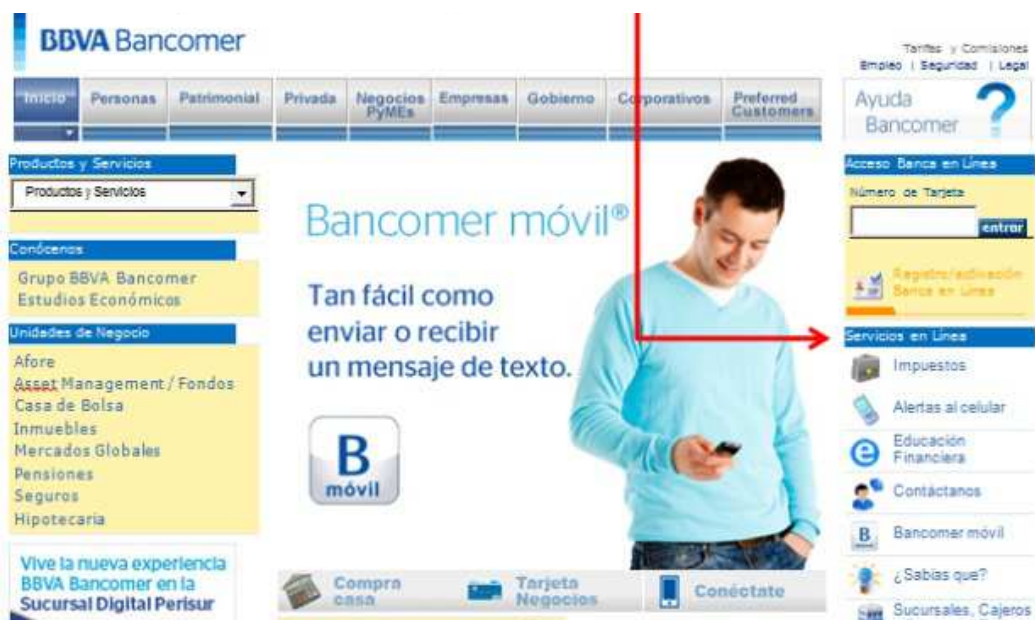 BBVA Bancomer
Tarifas y Comisiones
Empleo | Seguridad | Legal
Inicio
Personas
Patrimonial
Privada
Negocios
PyMEs
Empresas
Gobierno
Corporativos
Preferred
Customers
Ayuda
Bancomer
?
Productos y Servicios
Productos y Servicios
Conócenos
Grupo BBVA Bancomer
Estudios Económicos
Unidades de Negocio
Afore
Asset Management / Fondos
Casa de Bolsa
Inmuebles
Mercados Globales
Pensiones
Seguros
Hipotecaria
Vive la nueva experiencia
BBVA Bancomer en la
Sucursal Digital Perisur
Bancomer móvil®
Tan fácil como
enviar o recibir
un mensaje de texto.
B
móvil
Compra
casa
Tarjeta
Negocios
Conéctate
Acceso Banca en Línea
Número de Tarjeta
entrar
Registro/activación
Banca en Línea
Servicios en Línea
Impuestos
Alertas al celular
Educación
Financiera
Contáctanos
B
Bancomer móvil
¿Sabías que?
Sucursales, Cajeros